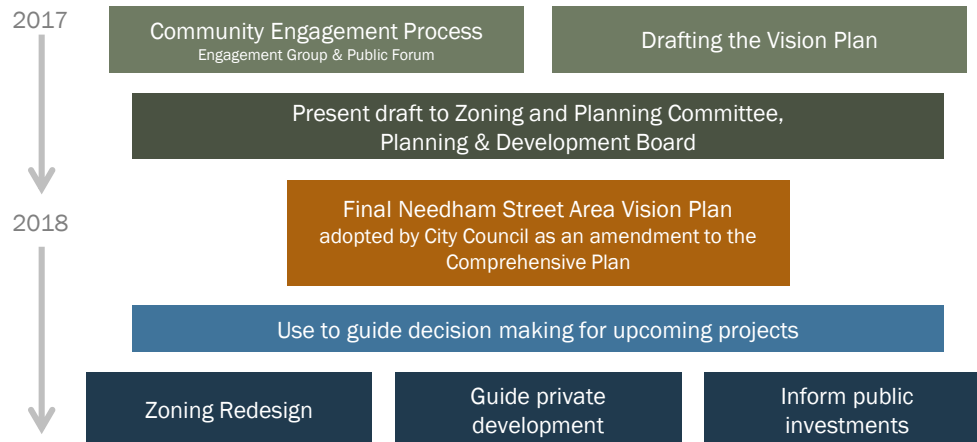 2017
Community Engagement Process
Engagement Group & Public Forum
Drafting the Vision Plan
Present draft to Zoning and Planning Committee,
Planning & Development Board
2018
Final Needham Street Area Vision Plan
adopted by City Council as an amendment to the
Comprehensive Plan
Use to guide decision making for upcoming projects
Zoning Redesign
Guide private
development
Inform public
investments